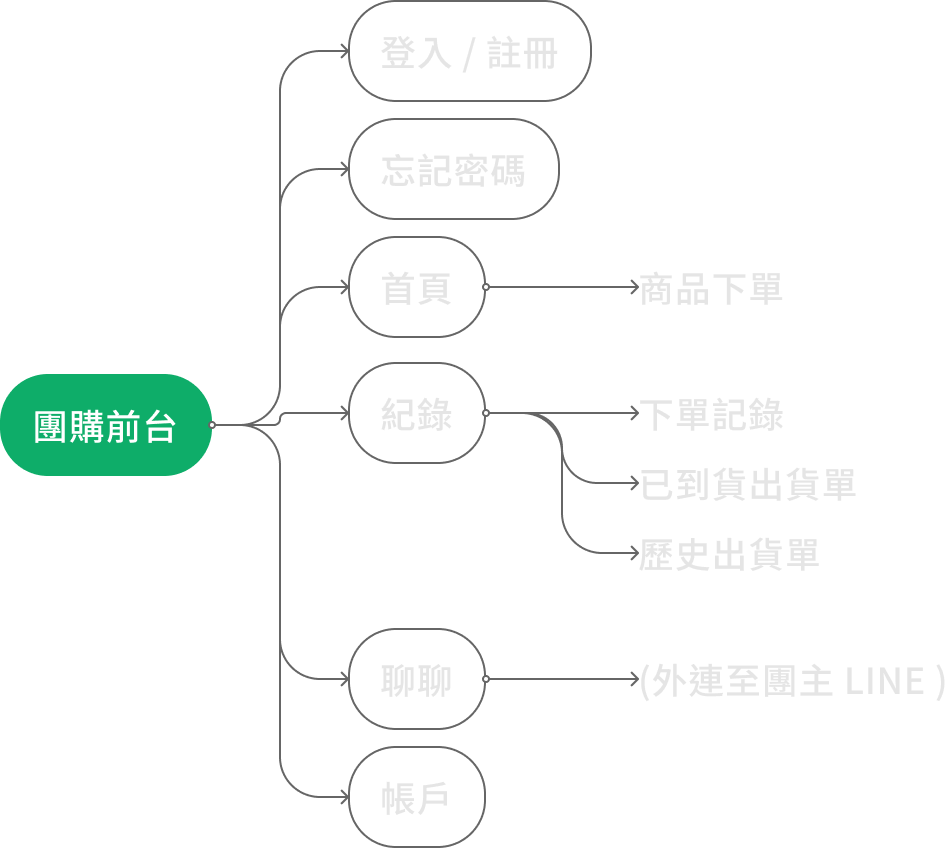 登入 / 註冊
忘記密碼
首頁
商品下單
團購前台
紀錄
下單記錄
已到貨出貨單
歷史出貨單
聊聊
(外連至團主 LINE )
帳戶